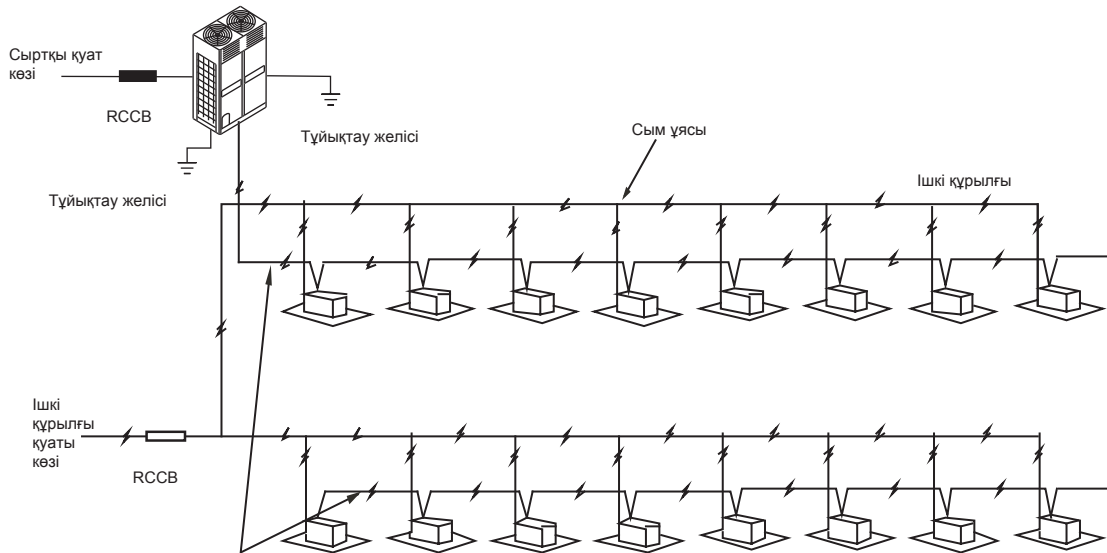 Сыртқы қуат
көзі
RCCB
Тұйықтау желісі
Сым ұясы
Тұйықтау желісі
Ішкі құрылғы
Ішкі
құрылғы
қуаты
көзі
RCCB